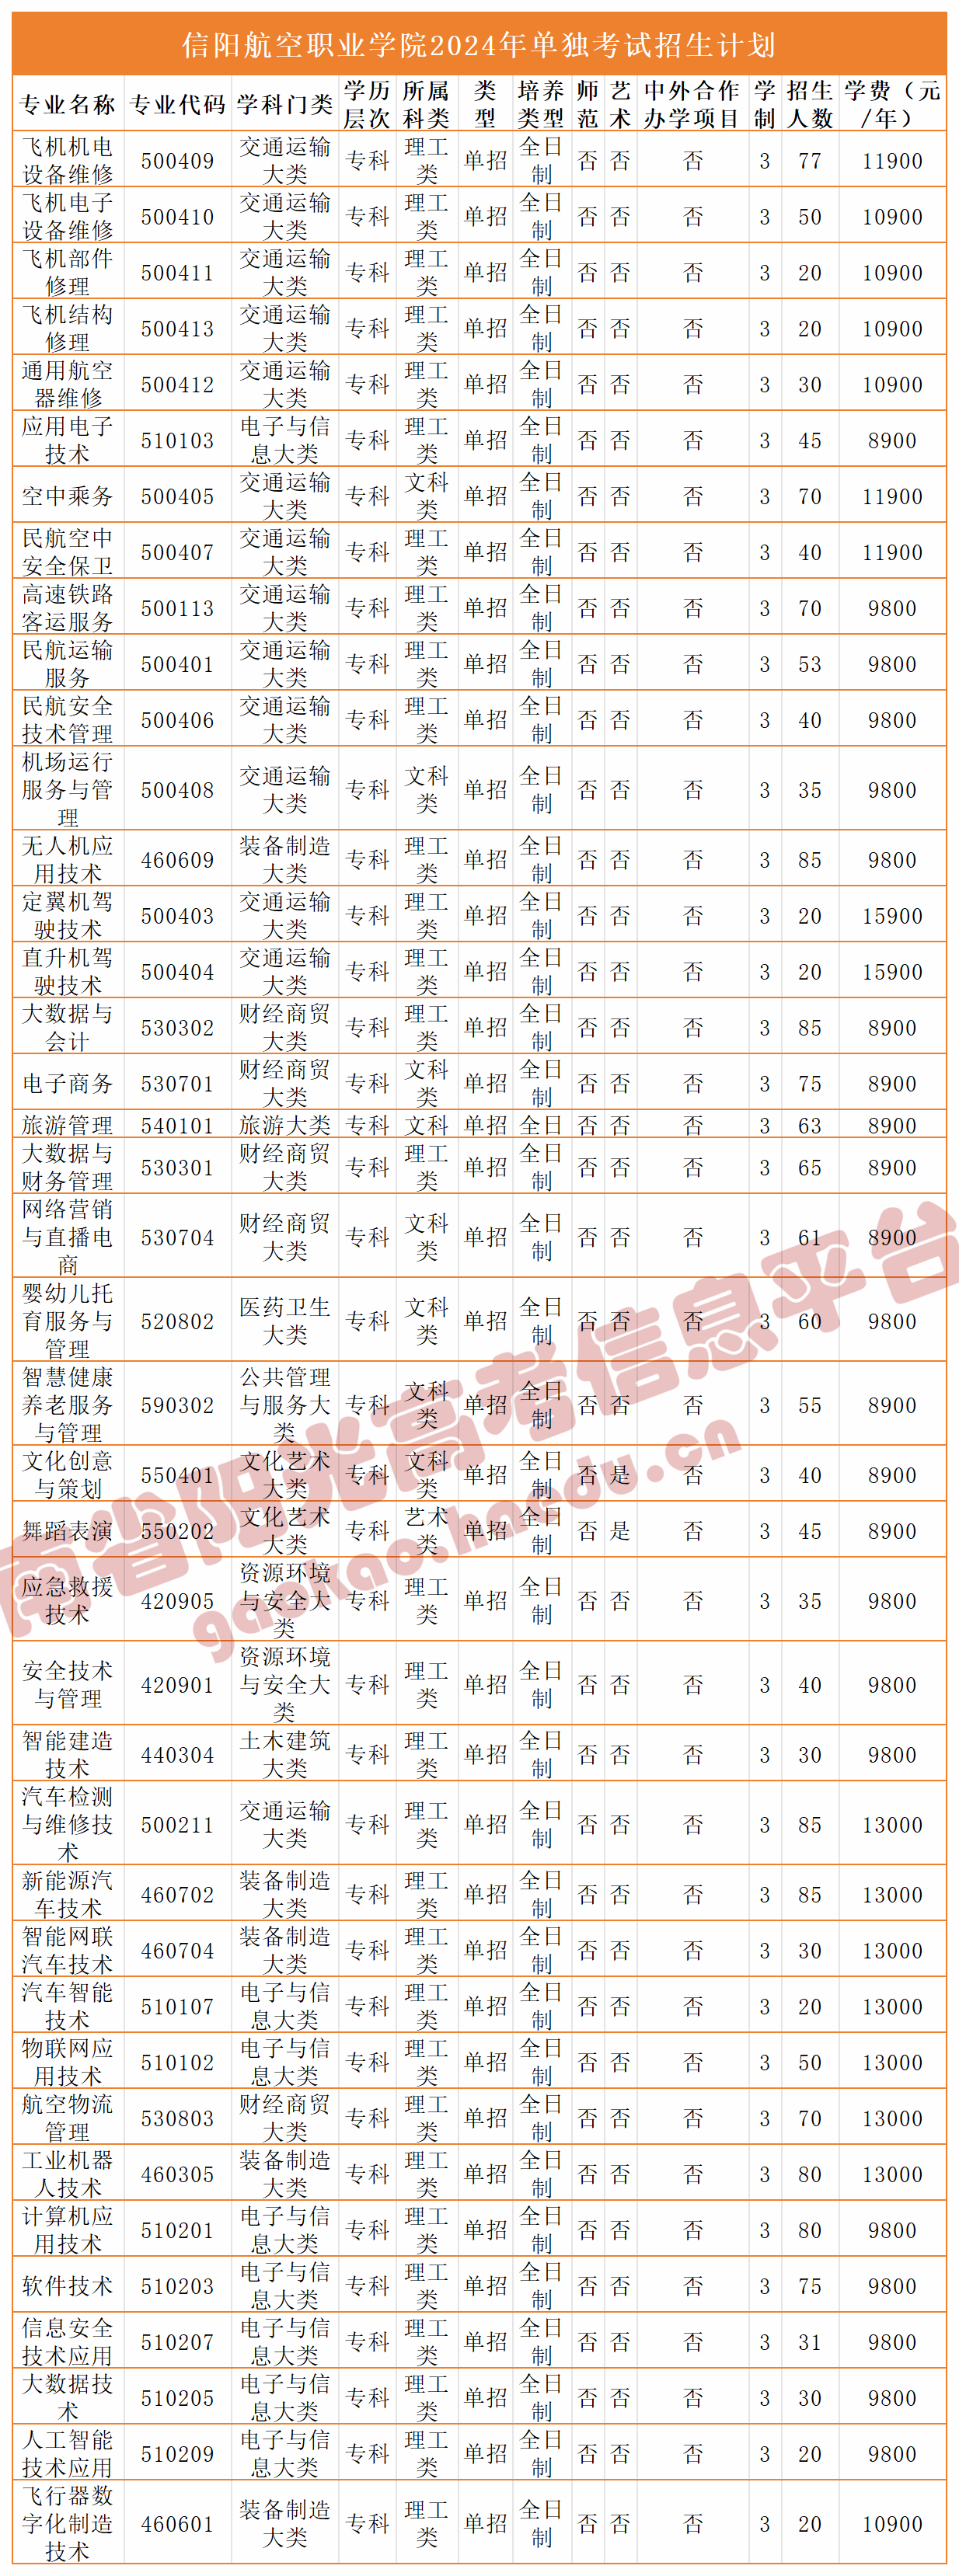 信阳航空职业学院2024年单独考试招生计划
专业名称 专业代码 学科门类 学历层次 所属科类 类型 培养类型 师范 艺术 中外合作办学项目 学制 招生人数 学费（元/年）
飞机机电设备维修 500409 交通运输大类 专科 理工类 单招 全日制 否 否 否 3 77 11900
飞机电子设备维修 500410 交通运输大类 专科 理工类 单招 全日制 否 否 否 3 50 10900
飞机部件修理 500411 交通运输大类 专科 理工类 单招 全日制 否 否 否 3 20 10900
飞机结构修理 500413 交通运输大类 专科 理工类 单招 全日制 否 否 否 3 20 10900
通用航空器维修 500412 交通运输大类 专科 理工类 单招 全日制 否 否 否 3 30 10900
应用电子技术 510103 电子与信息大类 专科 理工类 单招 全日制 否 否 否 3 45 8900
空中乘务 500405 交通运输大类 专科 文科类 单招 全日制 否 否 否 3 70 11900
民航空中安全保卫 500407 交通运输大类 专科 理工类 单招 全日制 否 否 否 3 40 11900
高速铁路客运服务 500113 交通运输大类 专科 理工类 单招 全日制 否 否 否 3 70 9800
民航运输服务 500401 交通运输大类 专科 理工类 单招 全日制 否 否 否 3 53 9800
民航安全技术管理 500406 交通运输大类 专科 理工类 单招 全日制 否 否 否 3 40 9800
机场运行服务与管理 500408 交通运输大类 专科 文科类 单招 全日制 否 否 否 3 35 9800
无人机应用技术 460609 装备制造大类 专科 理工类 单招 全日制 否 否 否 3 85 9800
定翼机驾驶技术 500403 交通运输大类 专科 理工类 单招 全日制 否 否 否 3 20 15900
直升机驾驶技术 500404 交通运输大类 专科 理工类 单招 全日制 否 否 否 3 20 15900
大数据与会计 530302 财经商贸大类 专科 理工类 单招 全日制 否 否 否 3 85 8900
电子商务 530701 财经商贸大类 专科 文科类 单招 全日制 否 否 否 3 75 8900
旅游管理 540101 旅游大类 专科 文科 单招 全日 否 否 否 3 63 8900
大数据与财务管理 530301 财经商贸大类 专科 理工类 单招 全日制 否 否 否 3 65 8900
网络营销与直播电商 530704 财经商贸大类 专科 文科类 单招 全日制 否 否 否 3 61 8900
婴幼儿托育服务与管理 520802 医药卫生大类 专科 文科类 单招 全日制 否 否 否 3 60 9800
智慧健康养老服务与管理 590302 公共管理与服务大类 专科 文科类 单招 全日制 否 否 否 3 55 8900
文化创意与策划 550401 文化艺术大类 专科 文科类 单招 全日制 否 是 否 3 40 8900
舞蹈表演 550202 文化艺术大类 专科 艺术类 单招 全日制 否 是 否 3 45 8900
应急救援技术 420905 资源环境与安全大类 专科 理工类 单招 全日制 否 否 否 3 35 9800
安全技术与管理 420901 资源环境与安全大类 专科 理工类 单招 全日制 否 否 否 3 40 9800
智能建造技术 440304 土木建筑大类 专科 理工类 单招 全日制 否 否 否 3 30 9800
汽车检测与维修技术 500211 交通运输大类 专科 理工类 单招 全日制 否 否 否 3 85 13000
新能源汽车技术 460702 装备制造大类 专科 理工类 单招 全日制 否 否 否 3 85 13000
智能网联汽车技术 460704 装备制造大类 专科 理工类 单招 全日制 否 否 否 3 30 13000
汽车智能技术 510107 电子与信息大类 专科 理工类 单招 全日制 否 否 否 3 20 13000
物联网应用技术 510102 电子与信息大类 专科 理工类 单招 全日制 否 否 否 3 50 13000
航空物流管理 530803 财经商贸大类 专科 理工类 单招 全日制 否 否 否 3 70 13000
工业机器人技术 460305 装备制造大类 专科 理工类 单招 全日制 否 否 否 3 80 13000
计算机应用技术 510201 电子与信息大类 专科 理工类 单招 全日制 否 否 否 3 80 9800
软件技术 510203 电子与信息大类 专科 理工类 单招 全日制 否 否 否 3 75 9800
信息安全技术应用 510207 电子与信息大类 专科 理工类 单招 全日制 否 否 否 3 31 9800
大数据技术 510205 电子与信息大类 专科 理工类 单招 全日制 否 否 否 3 30 9800
人工智能技术应用 510209 电子与信息大类 专科 理工类 单招 全日制 否 否 否 3 20 9800
飞行器数字化制造技术 460601 装备制造大类 专科 理工类 单招 全日制 否 否 否 3 20 10900
南省阳光高考信息平台
gaokao.haedu.cn